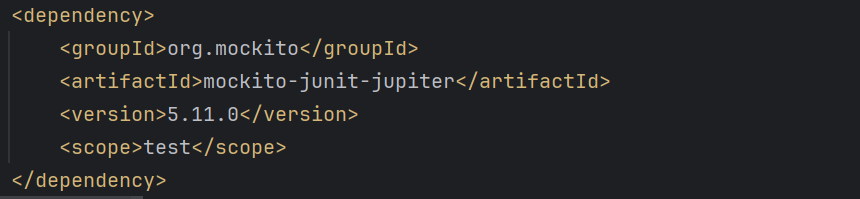 <dependency>
    <groupId>org.mockito</groupId>
    <artifactId>mockito-junit-jupiter</artifactId>
    <version>5.11.0</version>
    <scope>test</scope>
</dependency>